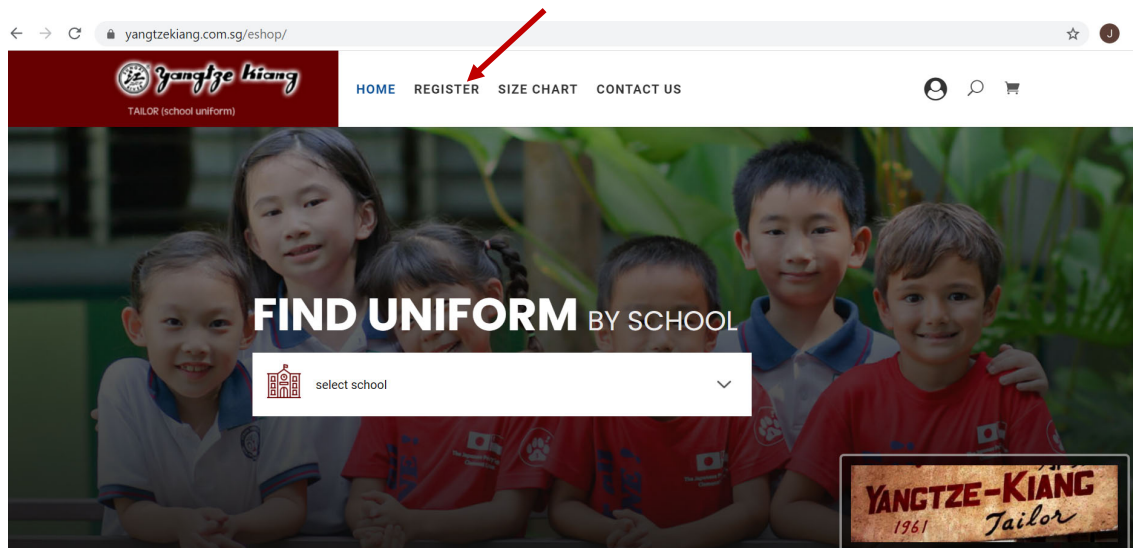 yangtzekiang.com.sg/eshop/
J
yangtze kiang
TAILOR (school uniform)
HOME REGISTER SIZE CHART CONTACT US
FIND UNIFORM BY SCHOOL
select school
YANGTZE-KIANG
1961 Tailor